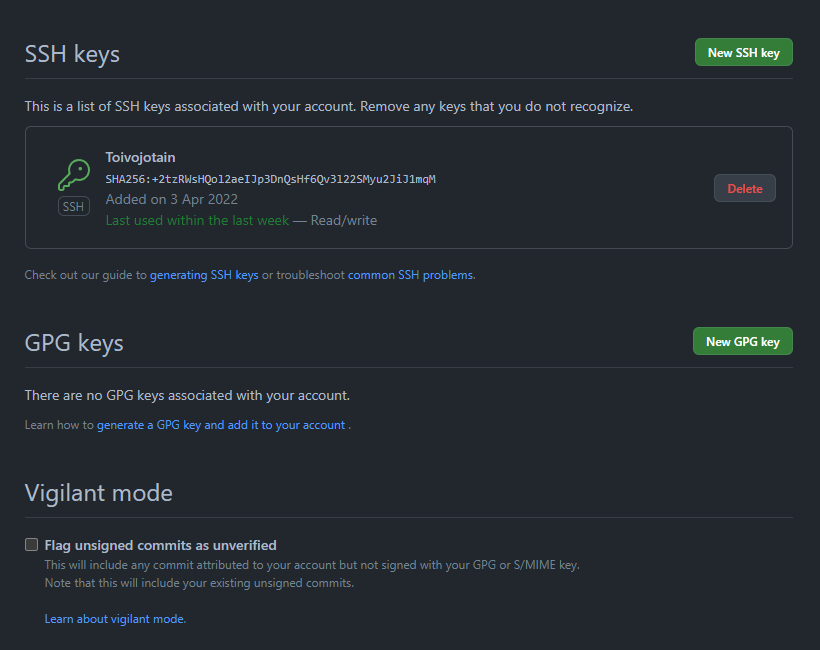 SSH keys
New SSH key
This is a list of SSH keys associated with your account. Remove any keys that you do not recognize.
Toivojotain
SHA256:+2tzRWsHQol2aeIJp3DnQsHf6Qv3l22SMyu2JiJ1mqM
SSH
Added on 3 Apr 2022
Last used within the last week — Read/write
Delete
Check out our guide to generating SSH keys or troubleshoot common SSH problems.
GPG keys
New GPG key
There are no GPG keys associated with your account.
Learn how to generate a GPG key and add it to your account .
Vigilant mode
Flag unsigned commits as unverified
This will include any commit attributed to your account but not signed with your GPG or S/MIME key.
Note that this will include your existing unsigned commits.
Learn about vigilant mode.